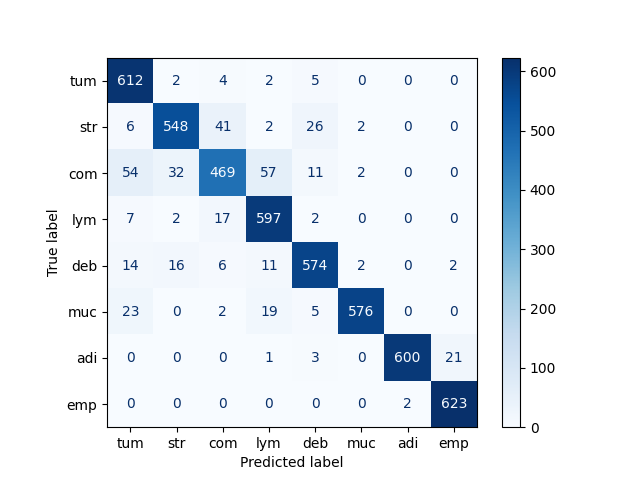 tum 612 2 4 2 5 0 0 0
str 6 548 41 2 26 2 0 0
com 54 32 469 57 11 2 0 0
lym 7 2 17 597 2 0 0 0
deb 14 16 6 11 574 2 0 2
muc 23 0 2 19 5 576 0 0
adi 0 0 0 1 3 0 600 21
emp 0 0 0 0 0 0 2 623
tum str com lym deb muc adi emp
Predicted label
True label
600
500
400
300
200
100
0